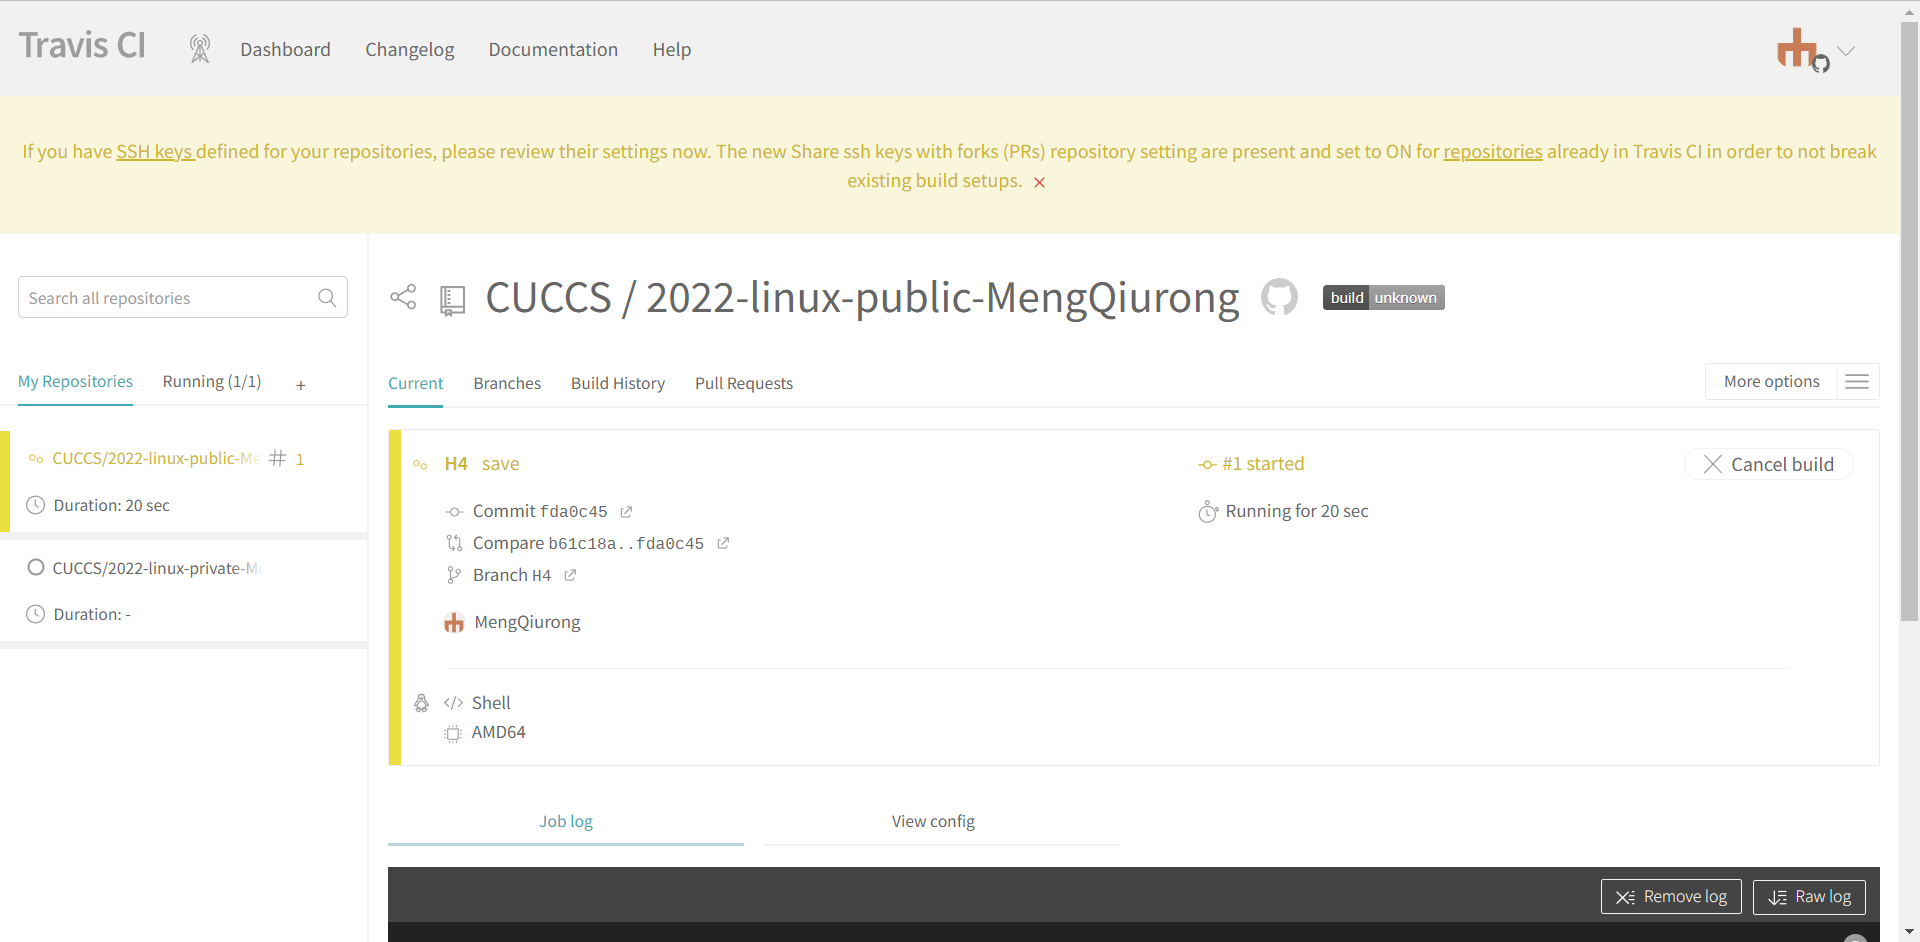 Travis CI
Dashboard
Changelog
Documentation
Help
If you have SSH keys defined for your repositories, please review their settings now. The new Share ssh keys with forks (PRs) repository setting are present and set to ON for repositories already in Travis CI in order to not break
existing build setups.
Search all repositories
My Repositories
Running (1/1)
+
CUCCS/2022-linux-public-Me
# 1
Duration: 20 sec
CUCCS/2022-linux-private-Me
Duration: -
CUCCS / 2022-linux-public-MengQiurong
build unknown
Current
Branches
Build History
Pull Requests
More options
H4 save
#1 started
Cancel build
Commit fda0c45
Running for 20 sec
Compare b61c18a..fda0c45
Branch H4
MengQiurong
</> Shell
AMD64
Job log
View config
Remove log
Raw log